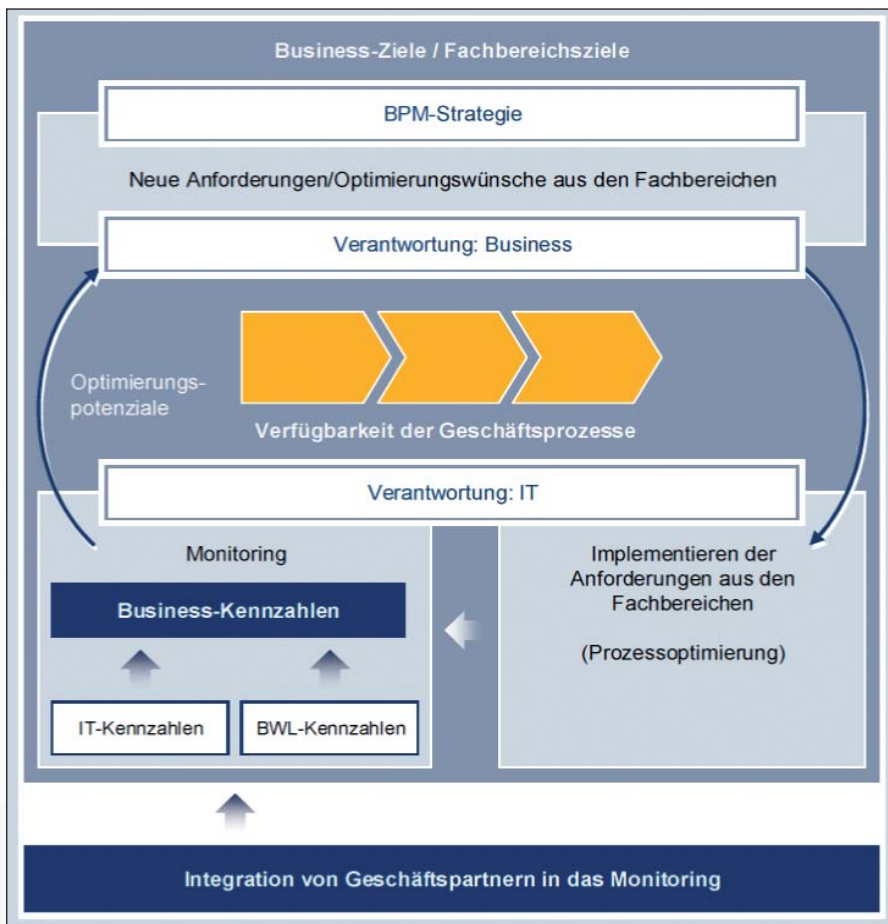 Business-Ziele / Fachbereichsziele
BPM-Strategie
Neue Anforderungen/Optimierungswünsche aus den Fachbereichen
Verantwortung: Business
Optimierungs-
potenziale
Verfügbarkeit der Geschäftsprozesse
Verantwortung: IT
Monitoring
Business-Kennzahlen
IT-Kennzahlen
BWL-Kennzahlen
Implementieren der
Anforderungen aus den
Fachbereichen
(Prozessoptimierung)
Integration von Geschäftspartnern in das Monitoring